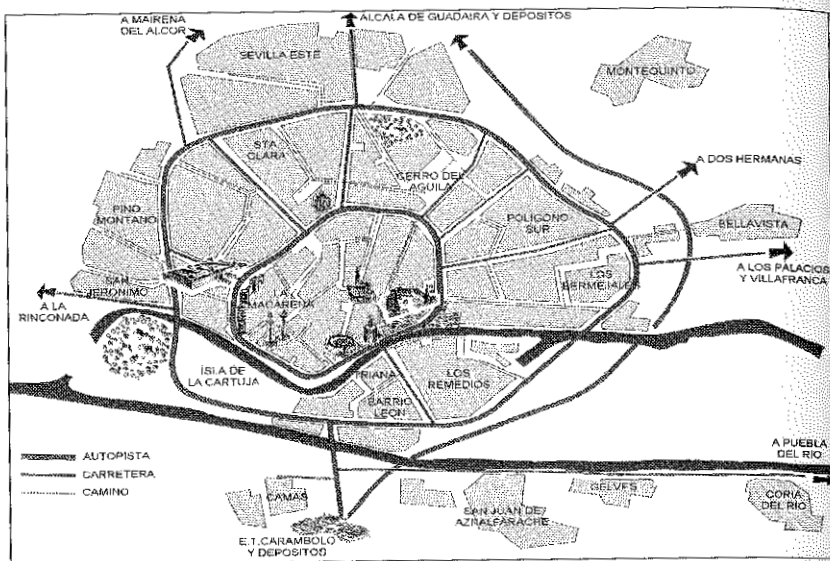 A MAIRENA
DEL ALCOR
ALCALA DE GUADAIRA Y DEPOSITOS
SEVILLA ESTE
MONTEQUINTO
STA
CLARA
CERRO DEL
AGUILA
A DOS HERMANAS
PINO
MONTANO
POLIGONO
SUR
BELLAVISTA
SAN
JERONIMO
LA
MACARENA
LOS
BERMEJALES
A LOS PALACIOS
Y VILLAFRANCA
A LA
RINCONADA
ISLA DE
LA CARTUJA
TRIANA
LOS
REMEDIOS
BARRIO
LEON
AUTOPISTA
CARRETERA
CAMINO
A PUEBLA
DEL RIO
CAMAS
SAN JUAN DE
AZNALFARACHE
GELVES
CORIA
DEL RIO
E.T. CARAMBOLO
Y DEPOSITOS